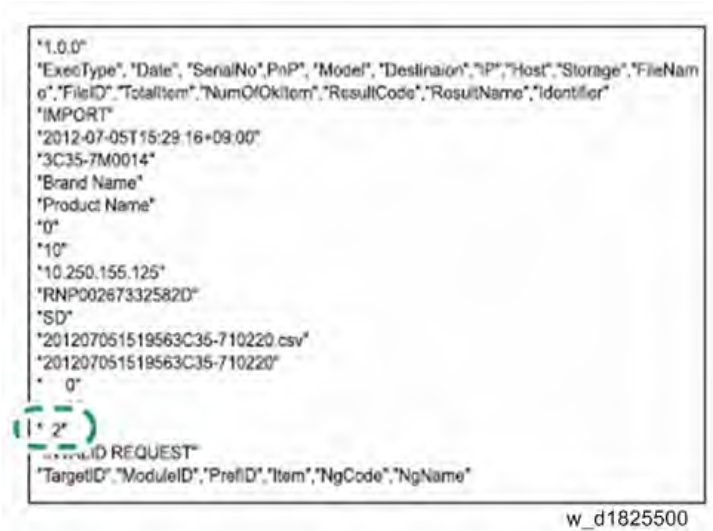 "1.0.0"
"ExecType", "Date", "SerialNo",PnP", "Model", "Destinaion","IP","Host","Storage","FileNam
e","FileID","TotalItem","NumOfOkItem","ResultCode","ResultName","Identifier"
"IMPORT"
"2012-07-05T15:29:16+09:00"
"3C35-7M0014"
"Brand Name"
"Product Name"
"0"
"10"
"10.250.155.125"
"RNP00267332582D"
"SD"
"201207051519563C35-710220.csv"
"201207051519563C35-710220"
" 0"
" 2"
REQUEST"
"TargetID","ModuleID","PrefID","Item","NgCode","NgName"
w_d1825500